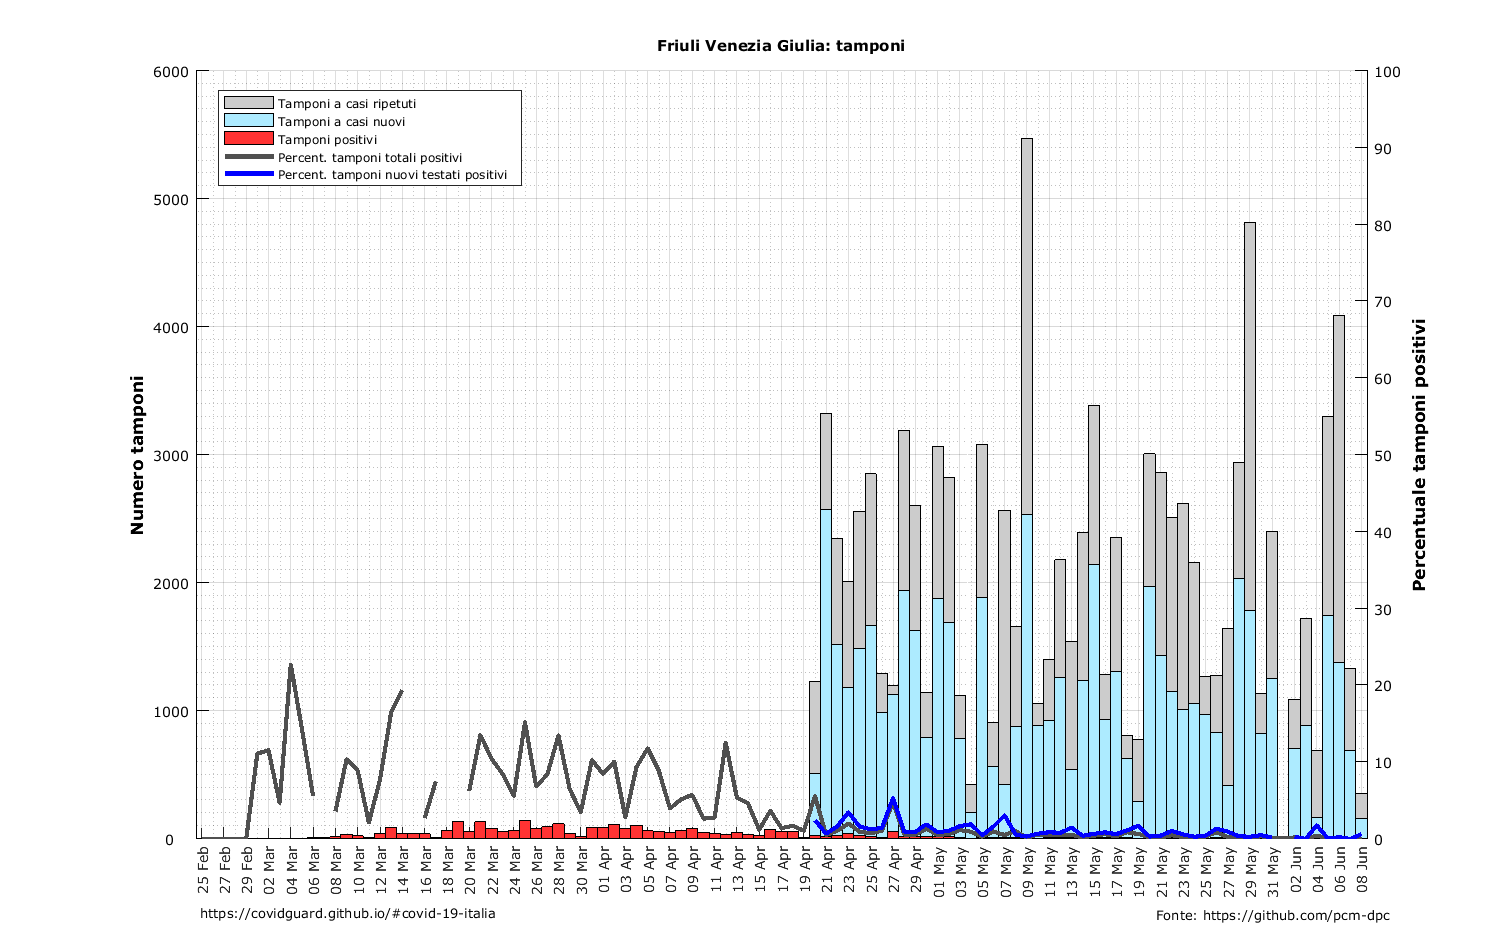 Friuli Venezia Giulia: tamponi
Tamponi a casi ripetuti
Tamponi a casi nuovi
Tamponi positivi
Percent. tamponi totali positivi
Percent. tamponi nuovi testati positivi
Numero tamponi
6000
5000
4000
3000
2000
1000
0
100
90
80
70
60
50
40
30
20
10
0
Percentuale tamponi positivi
25 Feb
27 Feb
29 Feb
02 Mar
04 Mar
06 Mar
08 Mar
10 Mar
12 Mar
14 Mar
16 Mar
18 Mar
20 Mar
22 Mar
24 Mar
26 Mar
28 Mar
30 Mar
01 Apr
03 Apr
05 Apr
07 Apr
09 Apr
11 Apr
13 Apr
15 Apr
17 Apr
19 Apr
21 Apr
23 Apr
25 Apr
27 Apr
29 Apr
01 May
03 May
05 May
07 May
09 May
11 May
13 May
15 May
17 May
19 May
21 May
23 May
25 May
27 May
29 May
31 May
02 Jun
04 Jun
06 Jun
08 Jun
https://covidguard.github.io/#covid-19-italia
Fonte: https://github.com/pcm-dpc